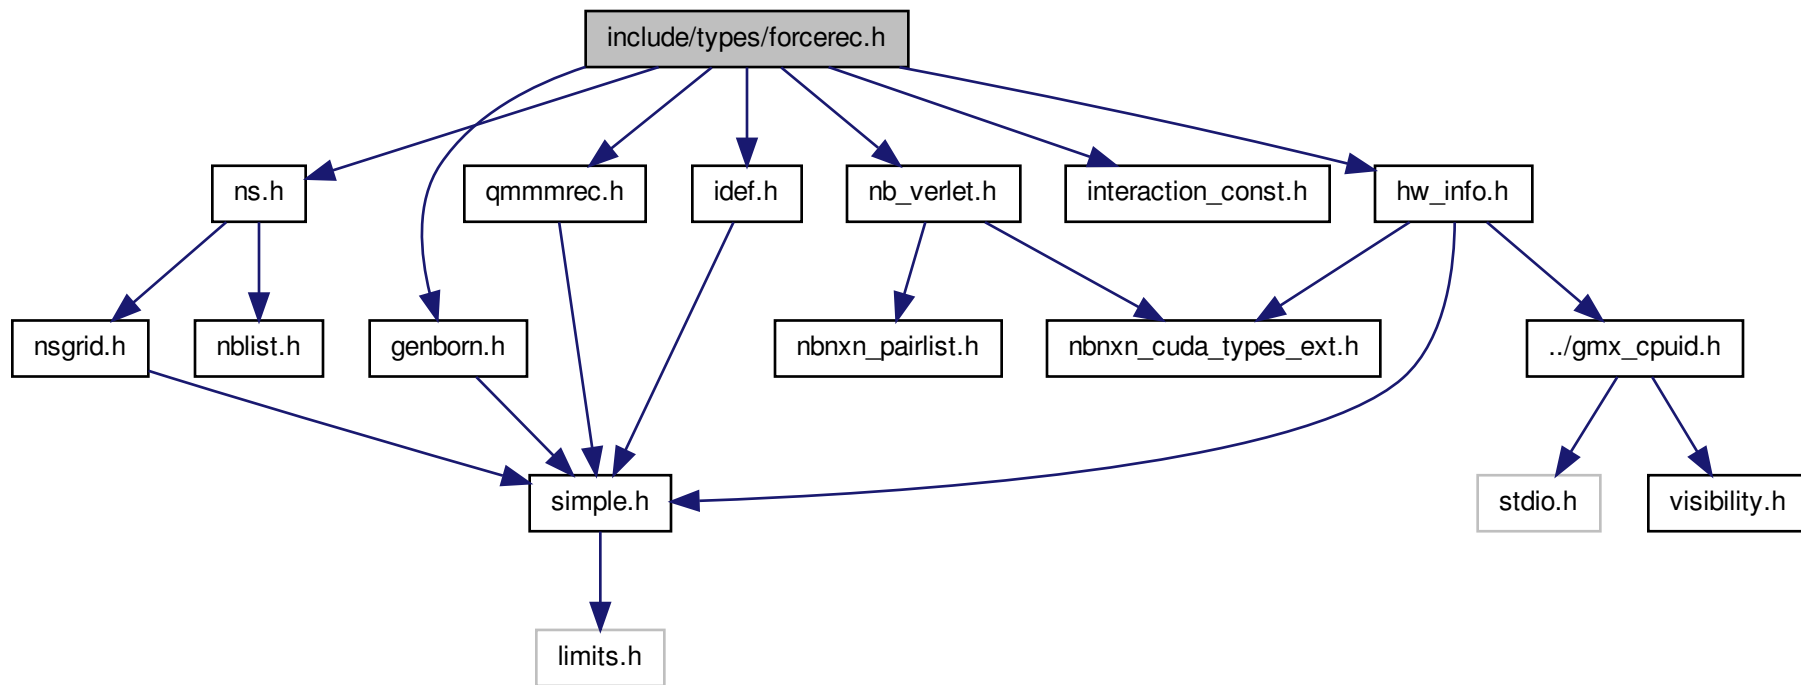 include/types/forcerec.h
ns.h
qmmmrec.h
idef.h
nb_verlet.h
interaction_const.h
hw_info.h
nsgrid.h
nblist.h
genborn.h
nbnxn_pairlist.h
nbnxn_cuda_types_ext.h
../gmx_cpuid.h
simple.h
stdio.h
visibility.h
limits.h